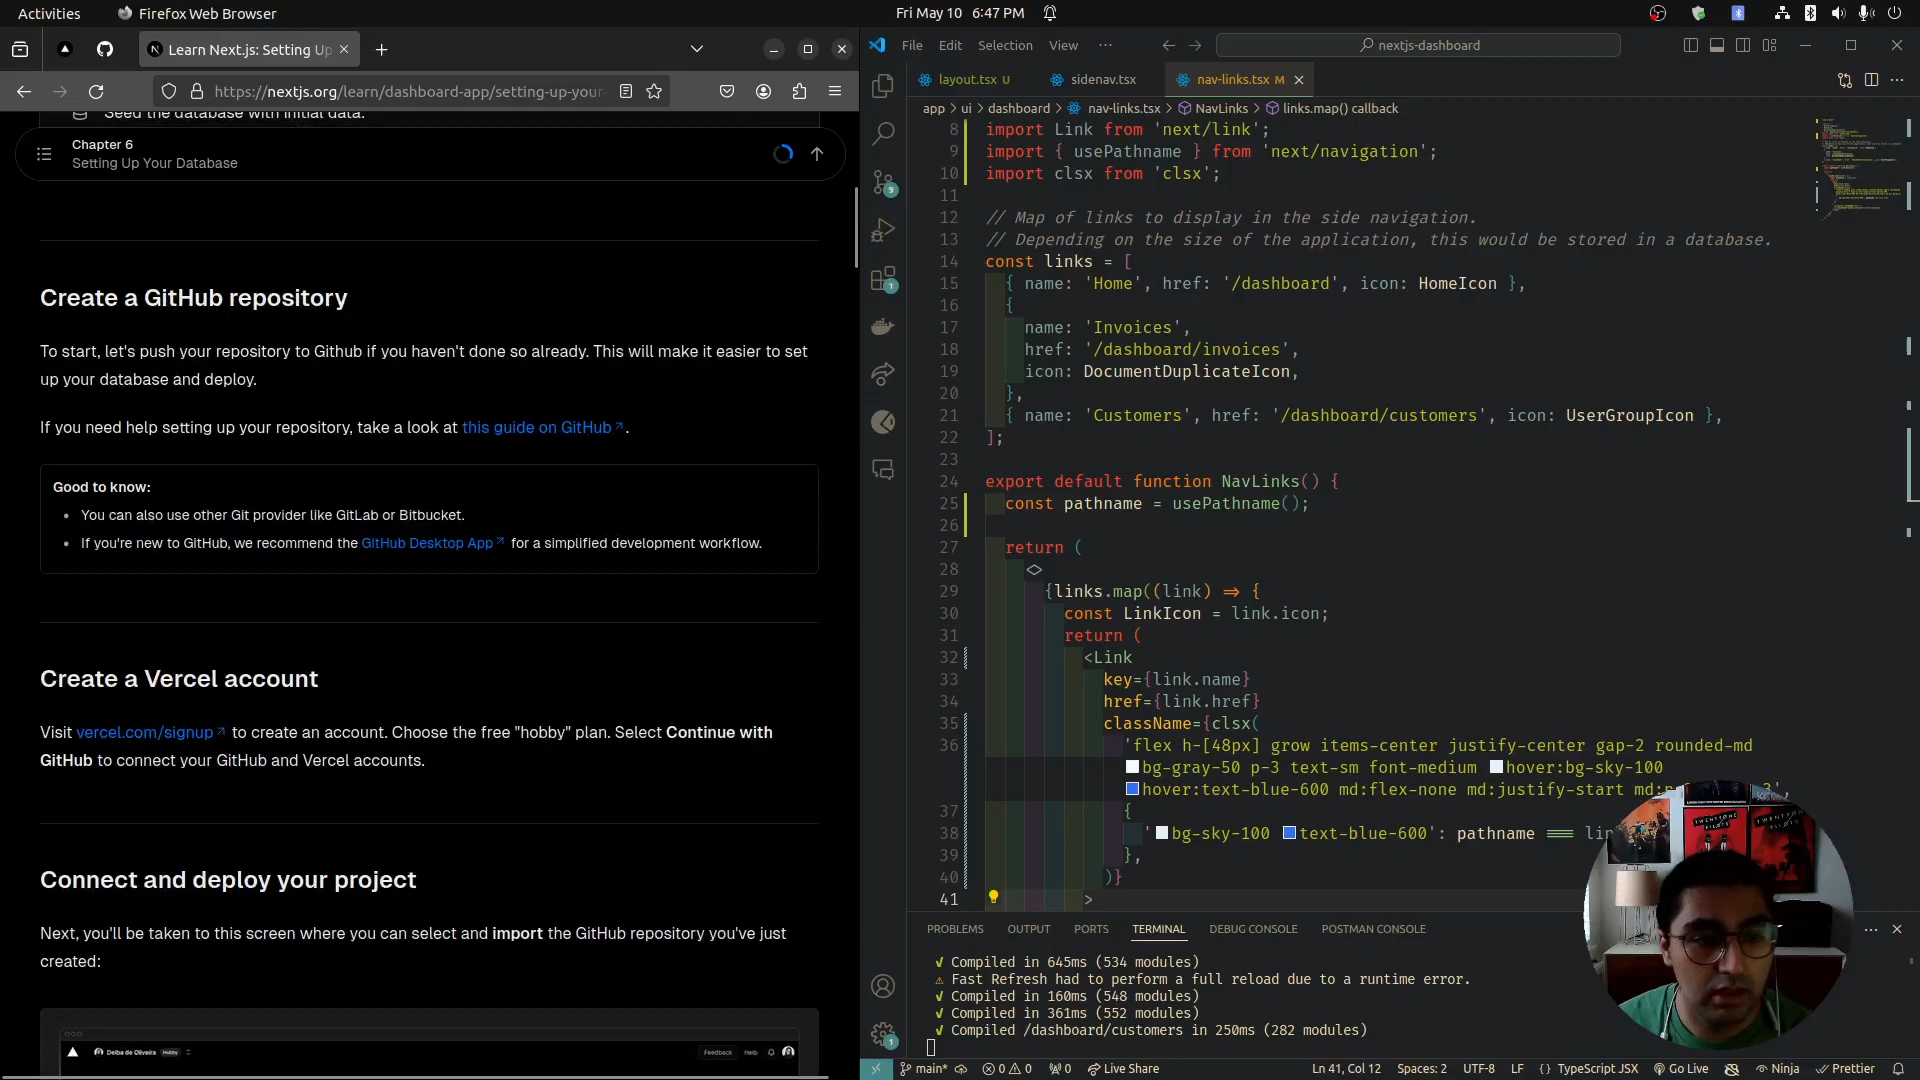 Activities
Firefox Web Browser
Fri May 10 6:47 PM
Learn Next.js: Setting Up
https://nextjs.org/learn/dashboard-app/setting-up-your-
Seed the database with initial data.
Chapter 6
Setting Up Your Database
Create a GitHub repository
To start, let's push your repository to Github if you haven't done so already. This will make it easier to set
up your database and deploy.
If you need help setting up your repository, take a look at this guide on GitHub.
Good to know:
• You can also use other Git provider like GitLab or Bitbucket.
• If you're new to GitHub, we recommend the GitHub Desktop App for a simplified development workflow.
Create a Vercel account
Visit vercel.com/signup to create an account. Choose the free "hobby" plan. Select Continue with
GitHub to connect your GitHub and Vercel accounts.
Connect and deploy your project
Next, you'll be taken to this screen where you can select and import the GitHub repository you've just
created:
Delba de Oliveira Hobby Feedback Help
File Edit Selection View ···
nextjs-dashboard
layout.tsx U
sidenav.tsx
nav-links.tsx M
app > ui > dashboard > nav-links.tsx > NavLinks > links.map() callback
8 import Link from 'next/link';
9 import { usePathname } from 'next/navigation';
10 import clsx from 'clsx';
11
12 // Map of links to display in the side navigation.
13 // Depending on the size of the application, this would be stored in a database.
14 const links = [
15 { name: 'Home', href: '/dashboard', icon: HomeIcon },
16 {
17 name: 'Invoices',
18 href: '/dashboard/invoices',
19 icon: DocumentDuplicateIcon,
20 },
21 { name: 'Customers', href: '/dashboard/customers', icon: UserGroupIcon },
22 ];
23
24 export default function NavLinks() {
25 const pathname = usePathname();
26
27 return (
28 <>
29 {links.map((link) => {
30 const LinkIcon = link.icon;
31 return (
32 <Link
33 key={link.name}
34 href={link.href}
35 className={clsx(
36 'flex h-[48px] grow items-center justify-center gap-2 rounded-md
bg-gray-50 p-3 text-sm font-medium hover:bg-sky-100
hover:text-blue-600 md:flex-none md:justify-start
37 {
38 'bg-sky-100 text-blue-600': pathname ===
39 },
40 )}
41 >
PROBLEMS OUTPUT PORTS TERMINAL DEBUG CONSOLE POSTMAN CONSOLE
✓ Compiled in 645ms (534 modules)
⚠ Fast Refresh had to perform a full reload due to a runtime error.
✓ Compiled in 160ms (548 modules)
✓ Compiled in 361ms (552 modules)
✓ Compiled /dashboard/customers in 250ms (282 modules)
main* 0 0 0 Live Share
Ln 41, Col 12 Spaces: 2 UTF-8 LF {} TypeScript JSX Go Live Ninja Prettier
9
1
1
TWENTY ONE PILOTS